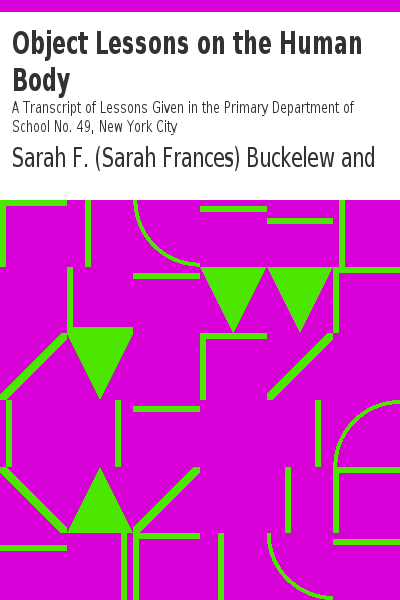 Object Lessons on the Human
Body
A Transcript of Lessons Given in the Primary Department of
School No. 49, New York City
Sarah F. (Sarah Frances) Buckelew and